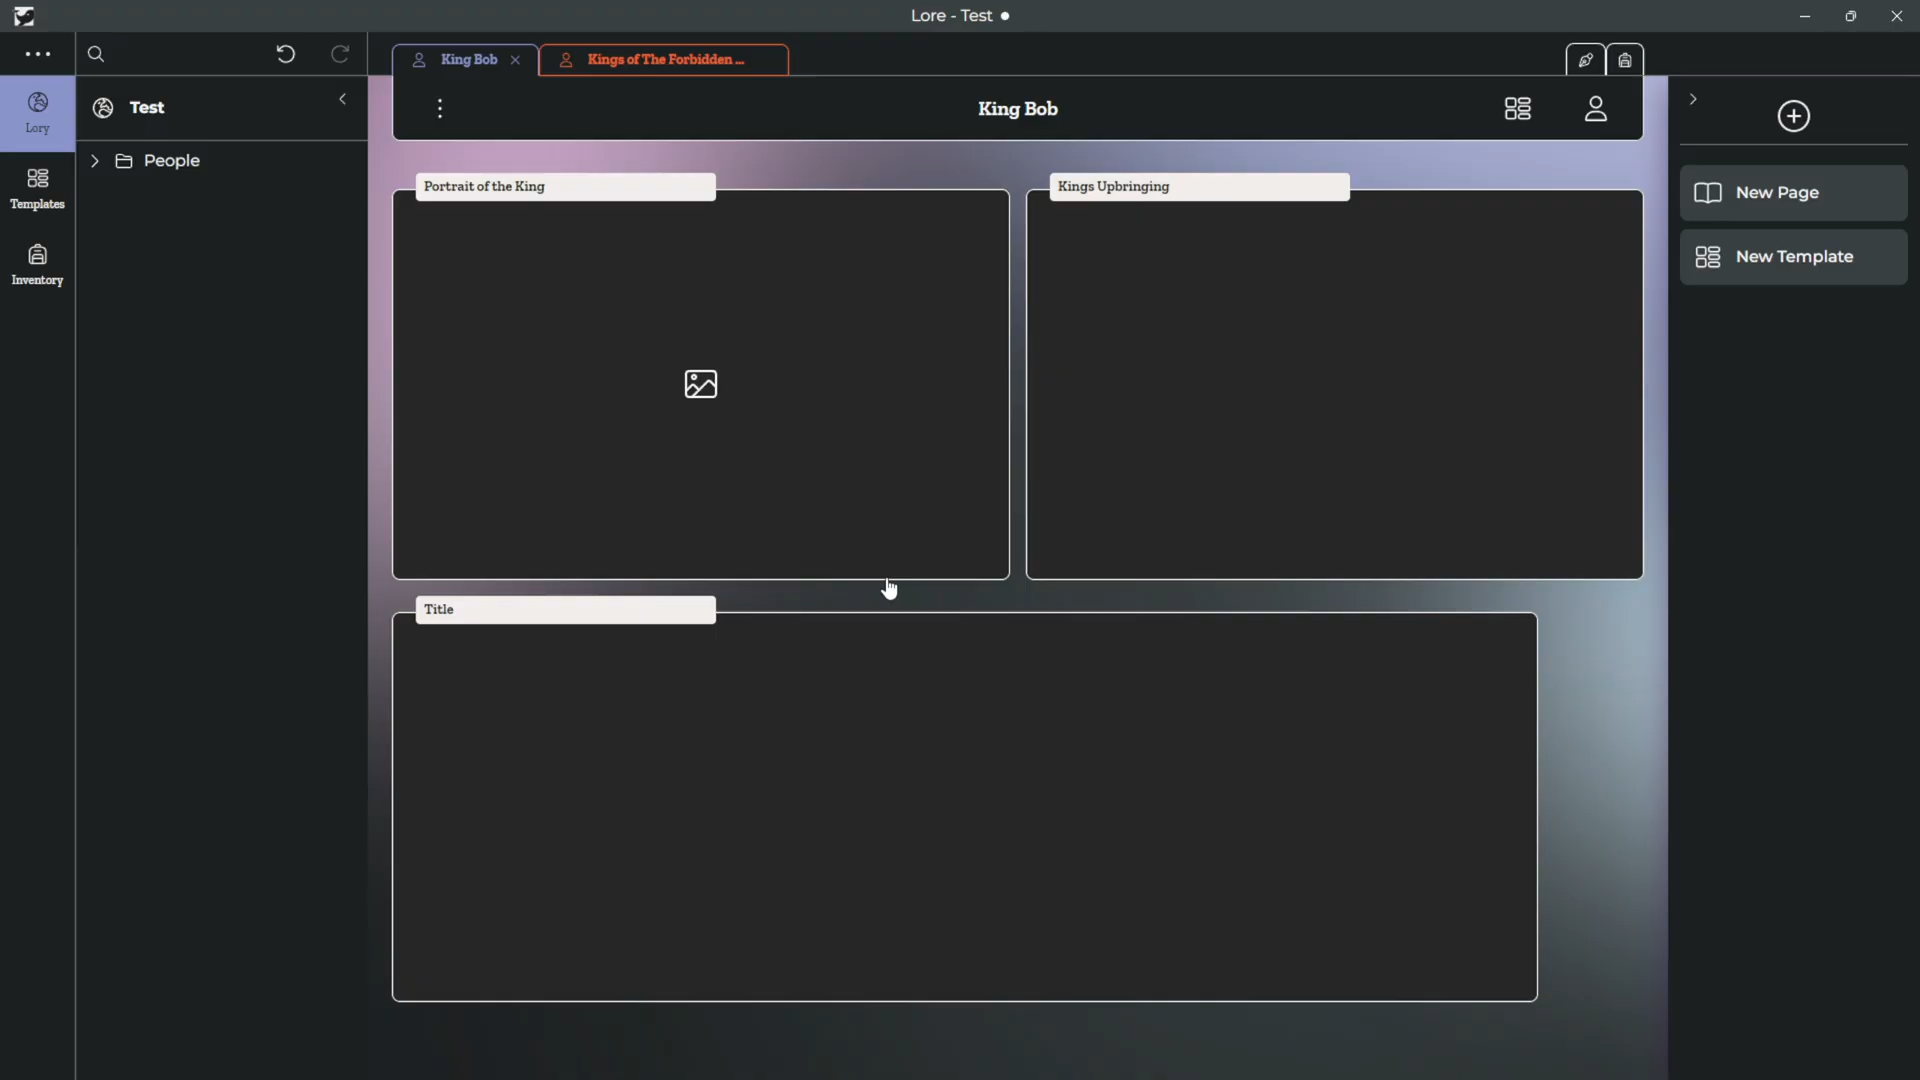 Lore - Test
King Bob
Kings of The Forbidden ...
Lory
Test
King Bob
New Page
People
Portrait of the King
Kings Upbringing
Templates
New Template
Inventory
Title